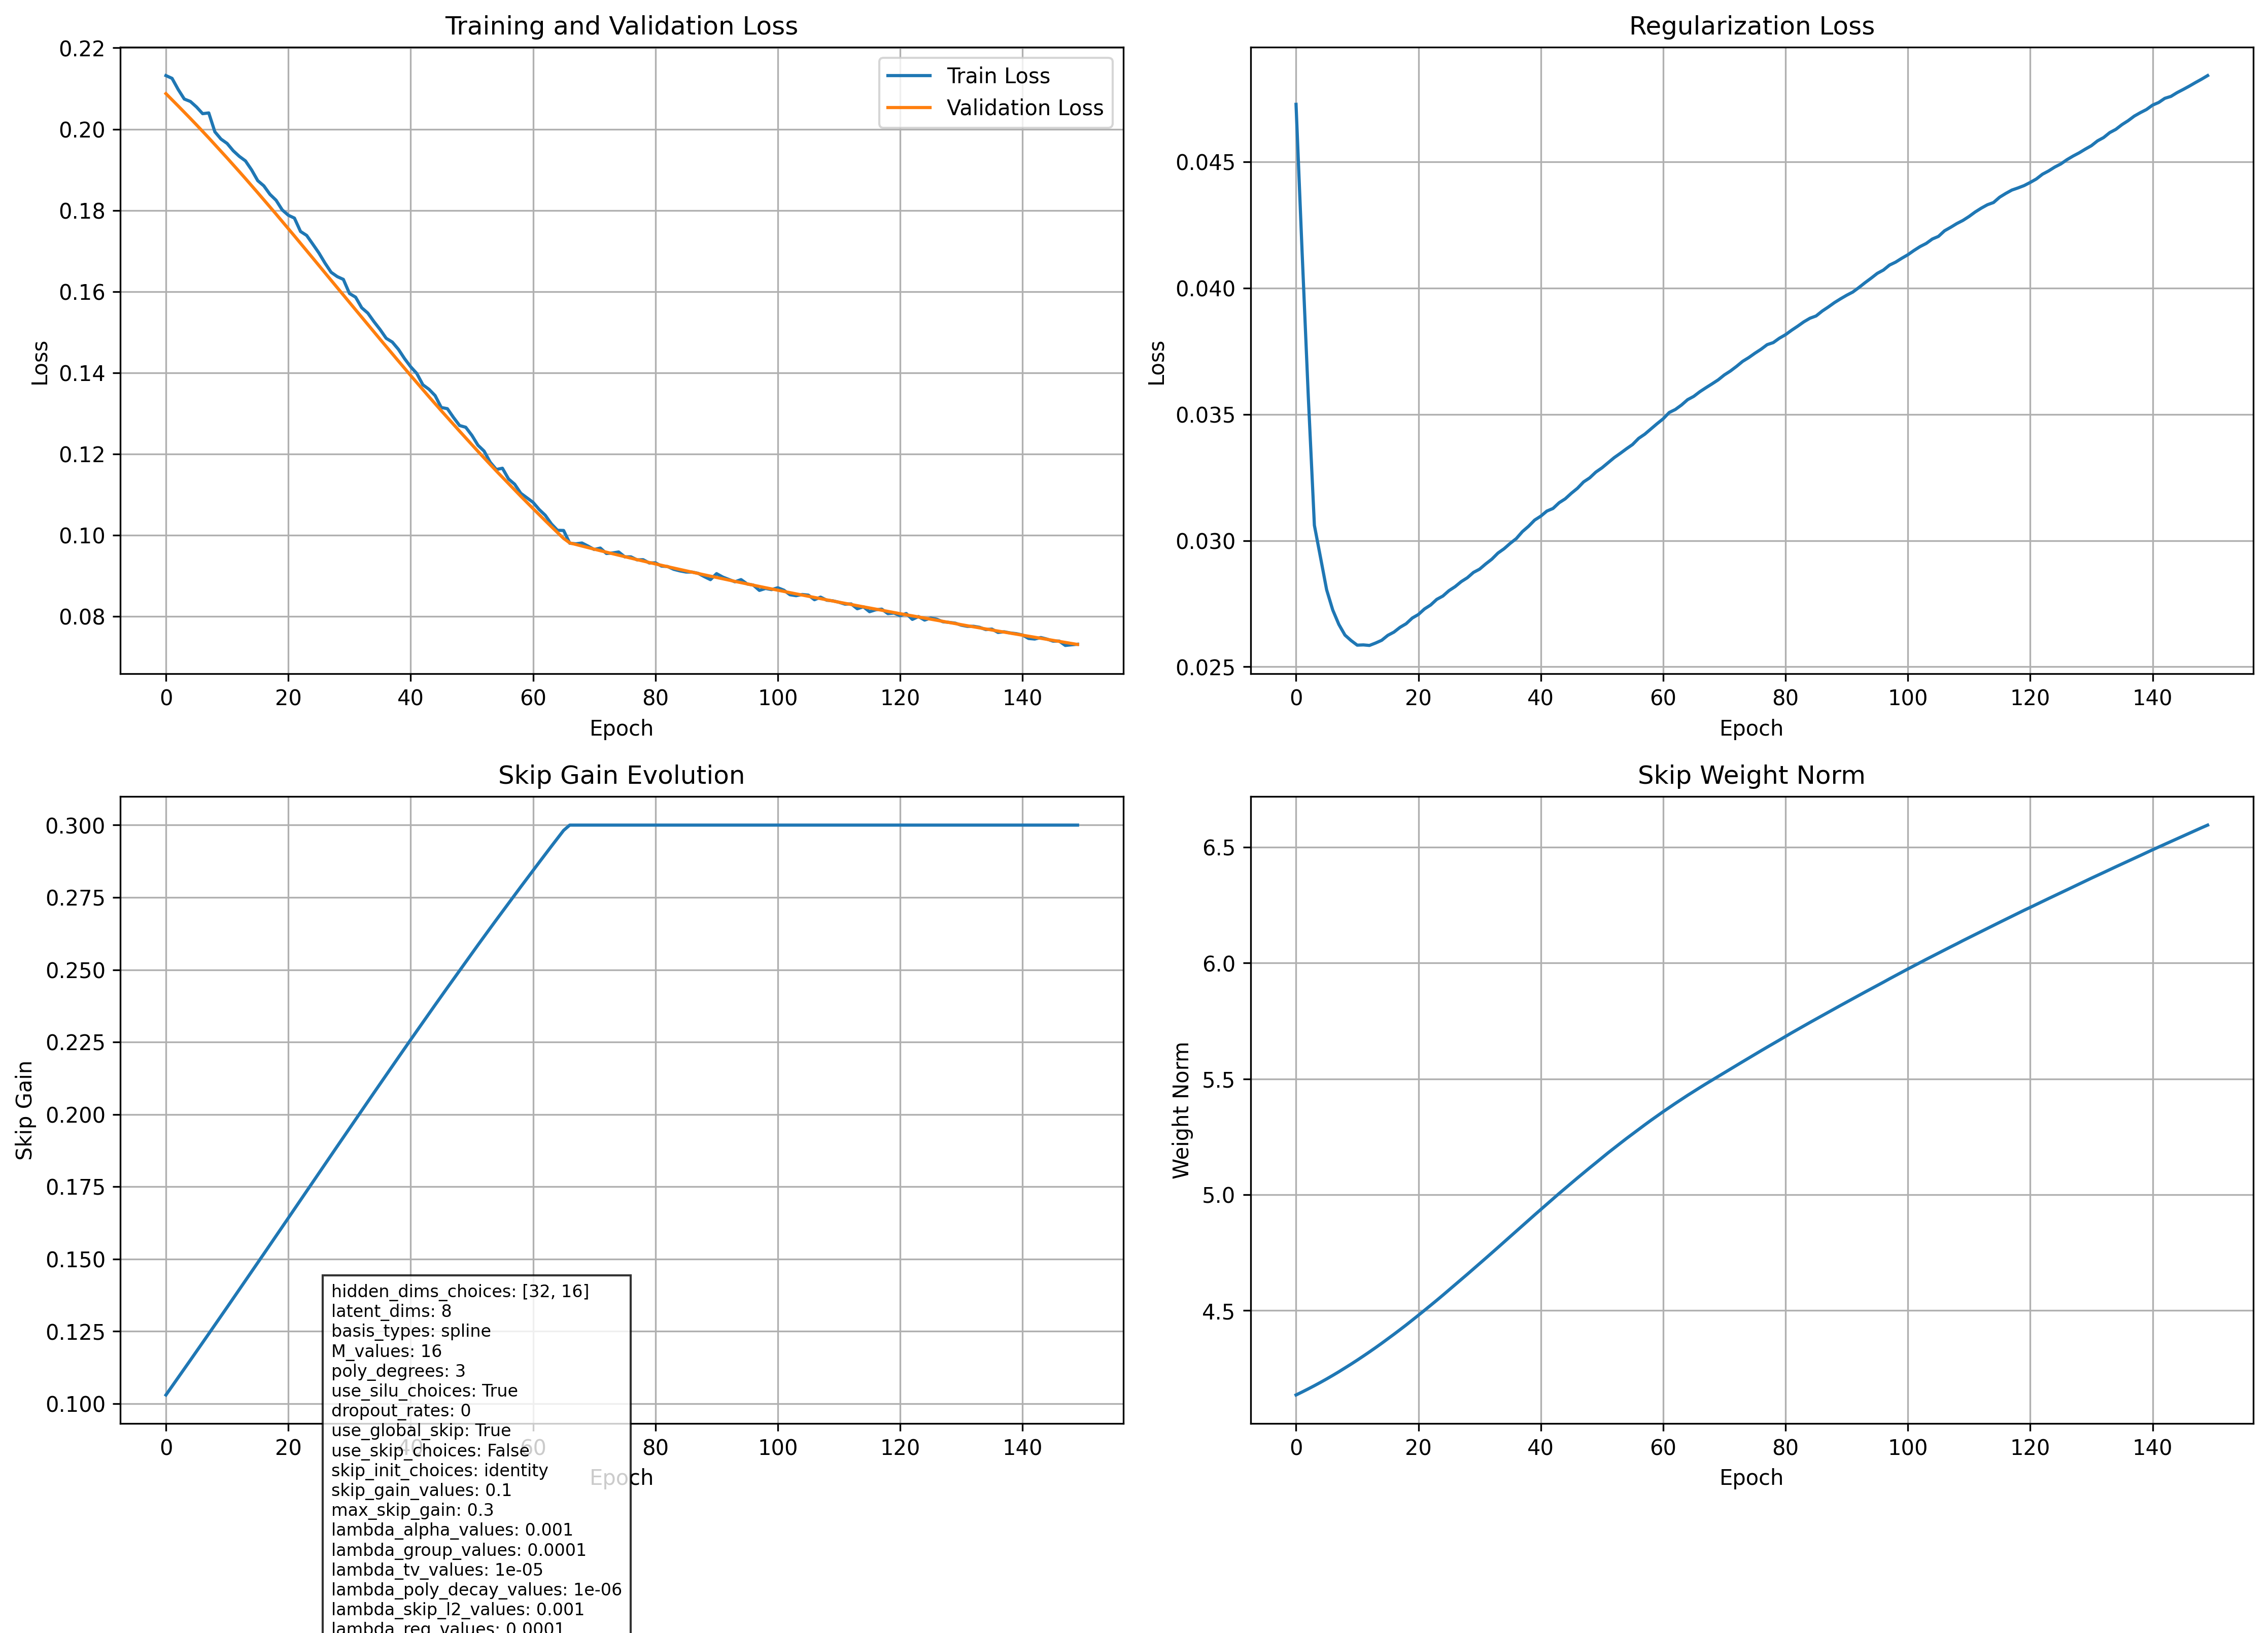 Training and Validation Loss
0.22
0.20
0.18
0.16
0.14
0.12
0.10
0.08
Loss
Train Loss
Validation Loss
0 20 40 60 80 100 120 140
Epoch
Regularization Loss
0.045
0.040
0.035
0.030
0.025
Loss
0 20 40 60 80 100 120 140
Epoch
Skip Gain Evolution
0.300
0.275
0.250
0.225
0.200
0.175
0.150
0.125
0.100
Skip Gain
0 20 40 60 80 100 120 140
Epoch
hidden_dims_choices: [32, 16]
latent_dims: 8
basis_types: spline
M_values: 16
poly_degrees: 3
use_silu_choices: True
dropout_rates: 0
use_global_skip: True
use_skip_choices: False
skip_init_choices: identity
skip_gain_values: 0.1
max_skip_gain: 0.3
lambda_alpha_values: 0.001
lambda_group_values: 0.0001
lambda_tv_values: 1e-05
lambda_poly_decay_values: 1e-06
lambda_skip_l2_values: 0.001
lambda_reg_values: 0.0001
Skip Weight Norm
6.5
6.0
5.5
5.0
4.5
Weight Norm
0 20 40 60 80 100 120 140
Epoch